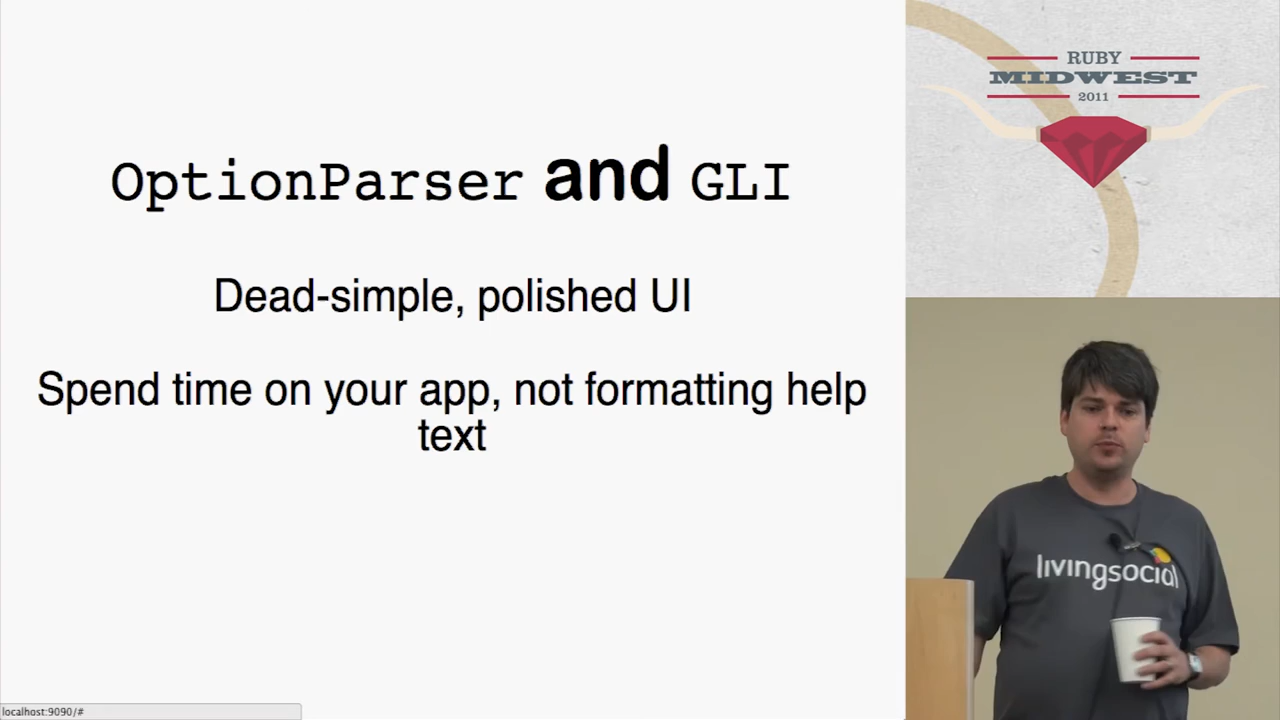 OptionParser and GLI
Dead-simple, polished UI
Spend time on your app, not formatting help
text
localhost:9090/#
RUBY
MIDWEST
2011
livingsocial